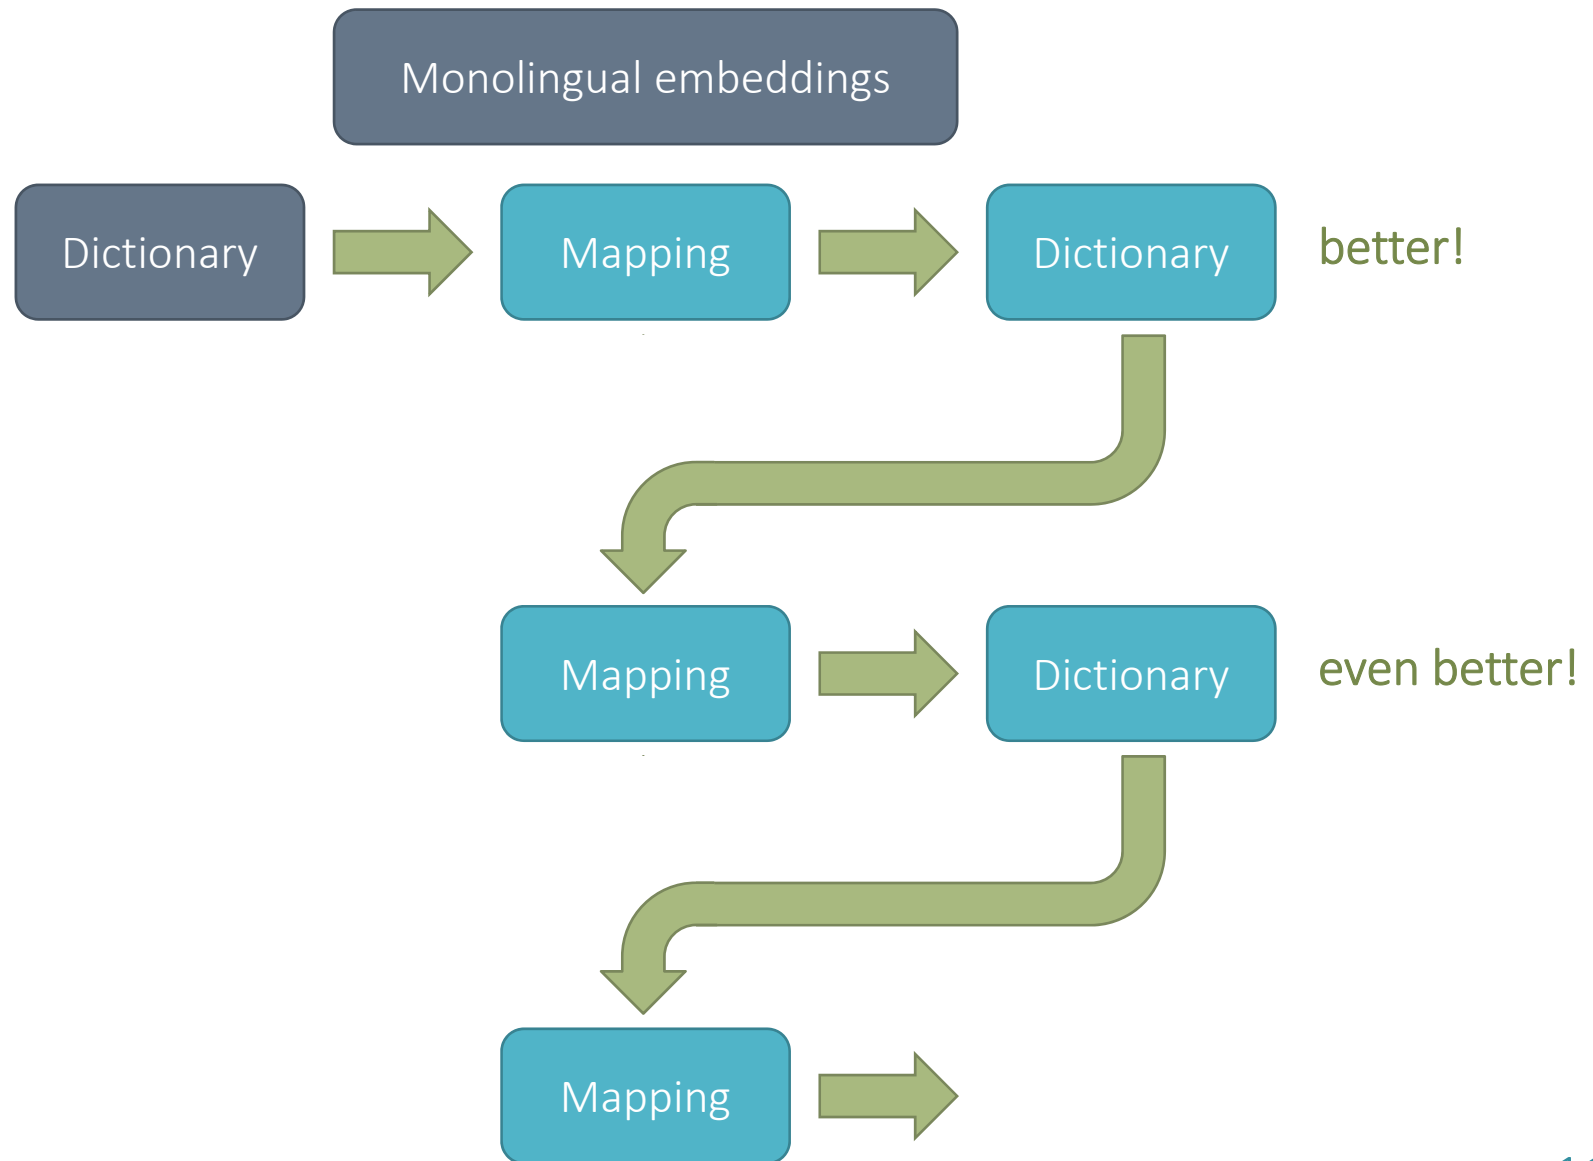 Monolingual embeddings
Dictionary
Mapping
Dictionary
better!
Mapping
Dictionary
even better!
Mapping